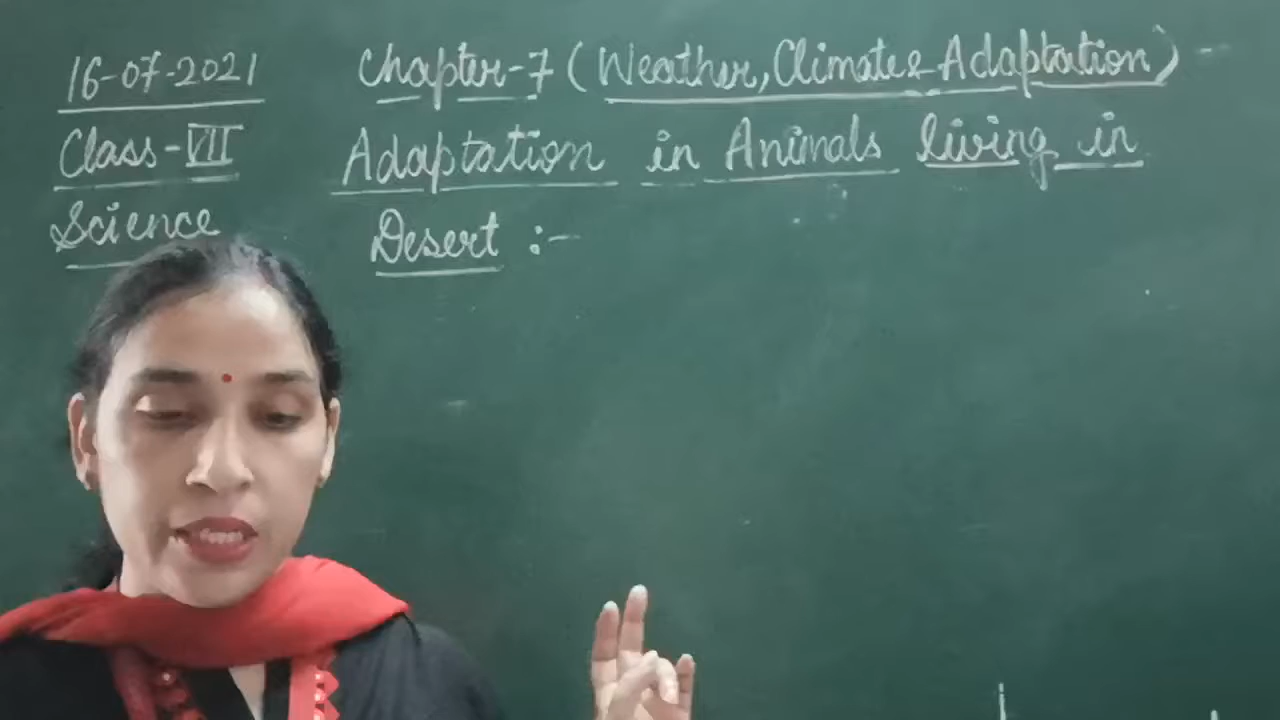 16-07-2021
Class-VII
Science
Chapter-7 (Weather, Climate & Adaptation)
Adaptation in Animals living in
Desert :-